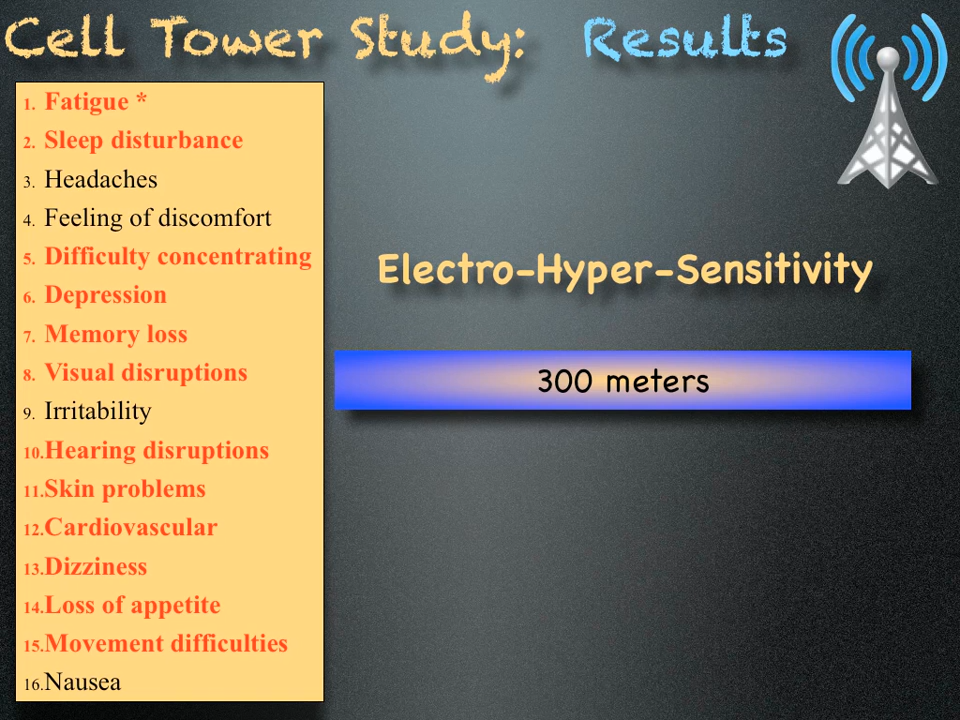 Cell Tower Study: Results
1. Fatigue *
2. Sleep disturbance
3. Headaches
4. Feeling of discomfort
5. Difficulty concentrating
6. Depression
7. Memory loss
8. Visual disruptions
9. Irritability
10. Hearing disruptions
11. Skin problems
12. Cardiovascular
13. Dizziness
14. Loss of appetite
15. Movement difficulties
16. Nausea
Electro-Hyper-Sensitivity
300 meters